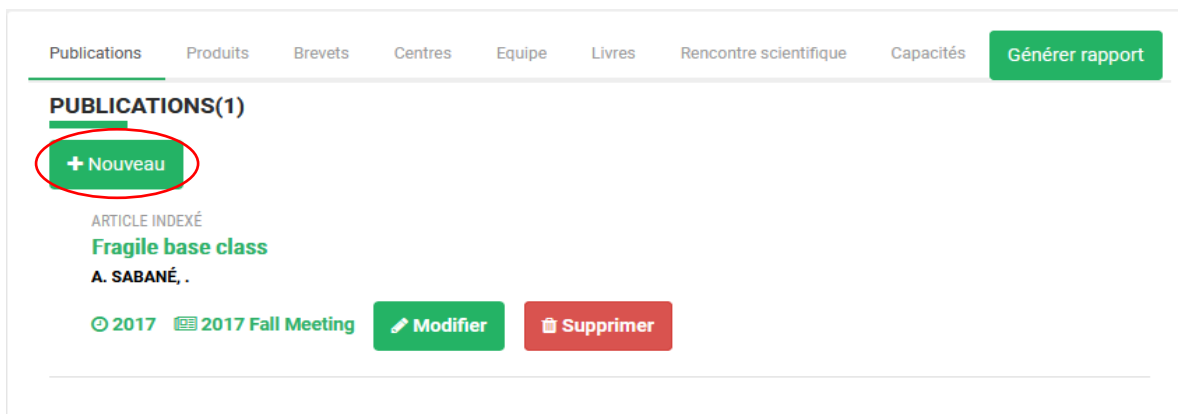 Publications Produits Brevets Centres Equipe Livres Rencontre scientifique Capacités Générer rapport
PUBLICATIONS(1)
+ Nouveau
ARTICLE INDEXÉ
Fragile base class
A. SABANÉ, .
2017 2017 Fall Meeting Modifier Supprimer